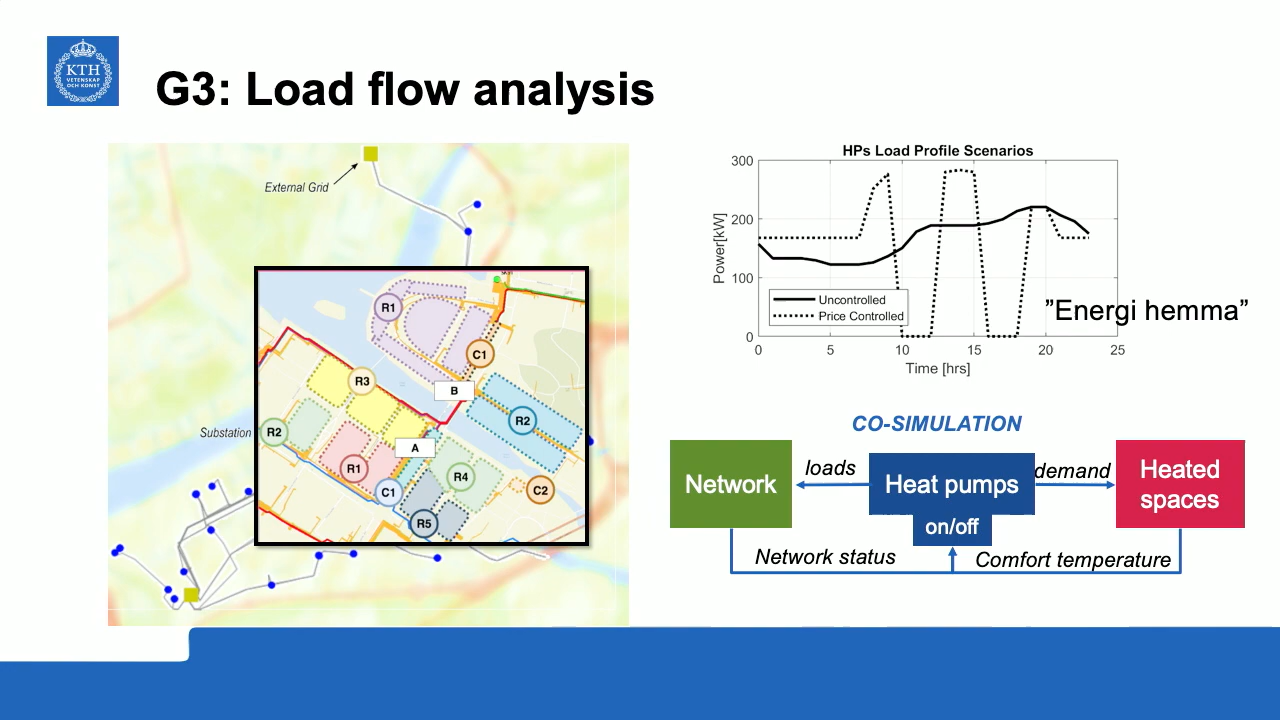 KTH
VETENSKAP
OCH KONST
G3: Load flow analysis
External Grid
Substation
R1
C1
R3
B
R2
R2
A
R1
R4
C1
C2
R5
HPs Load Profile Scenarios
300
200
100
0
Power[kW]
Uncontrolled
Price Controlled
0 5 10 15 20 25
Time [hrs]
”Energi hemma”
CO-SIMULATION
Network
loads
Heat pumps
demand
Heated
spaces
on/off
Network status
Comfort temperature